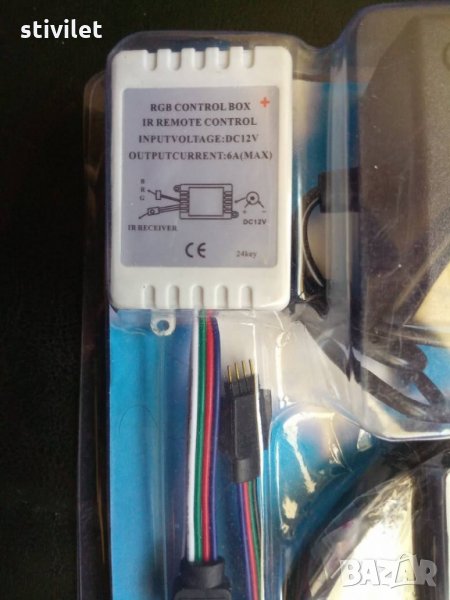 stivilet
RGB CONTROL BOX +
IR REMOTE CONTROL
INPUTVOLTAGE:DC12V
OUTPUTCURRENT:6A(MAX)
B
R
G
+ -
IR RECEIVER
DC12V
CE
24key
BAZAR